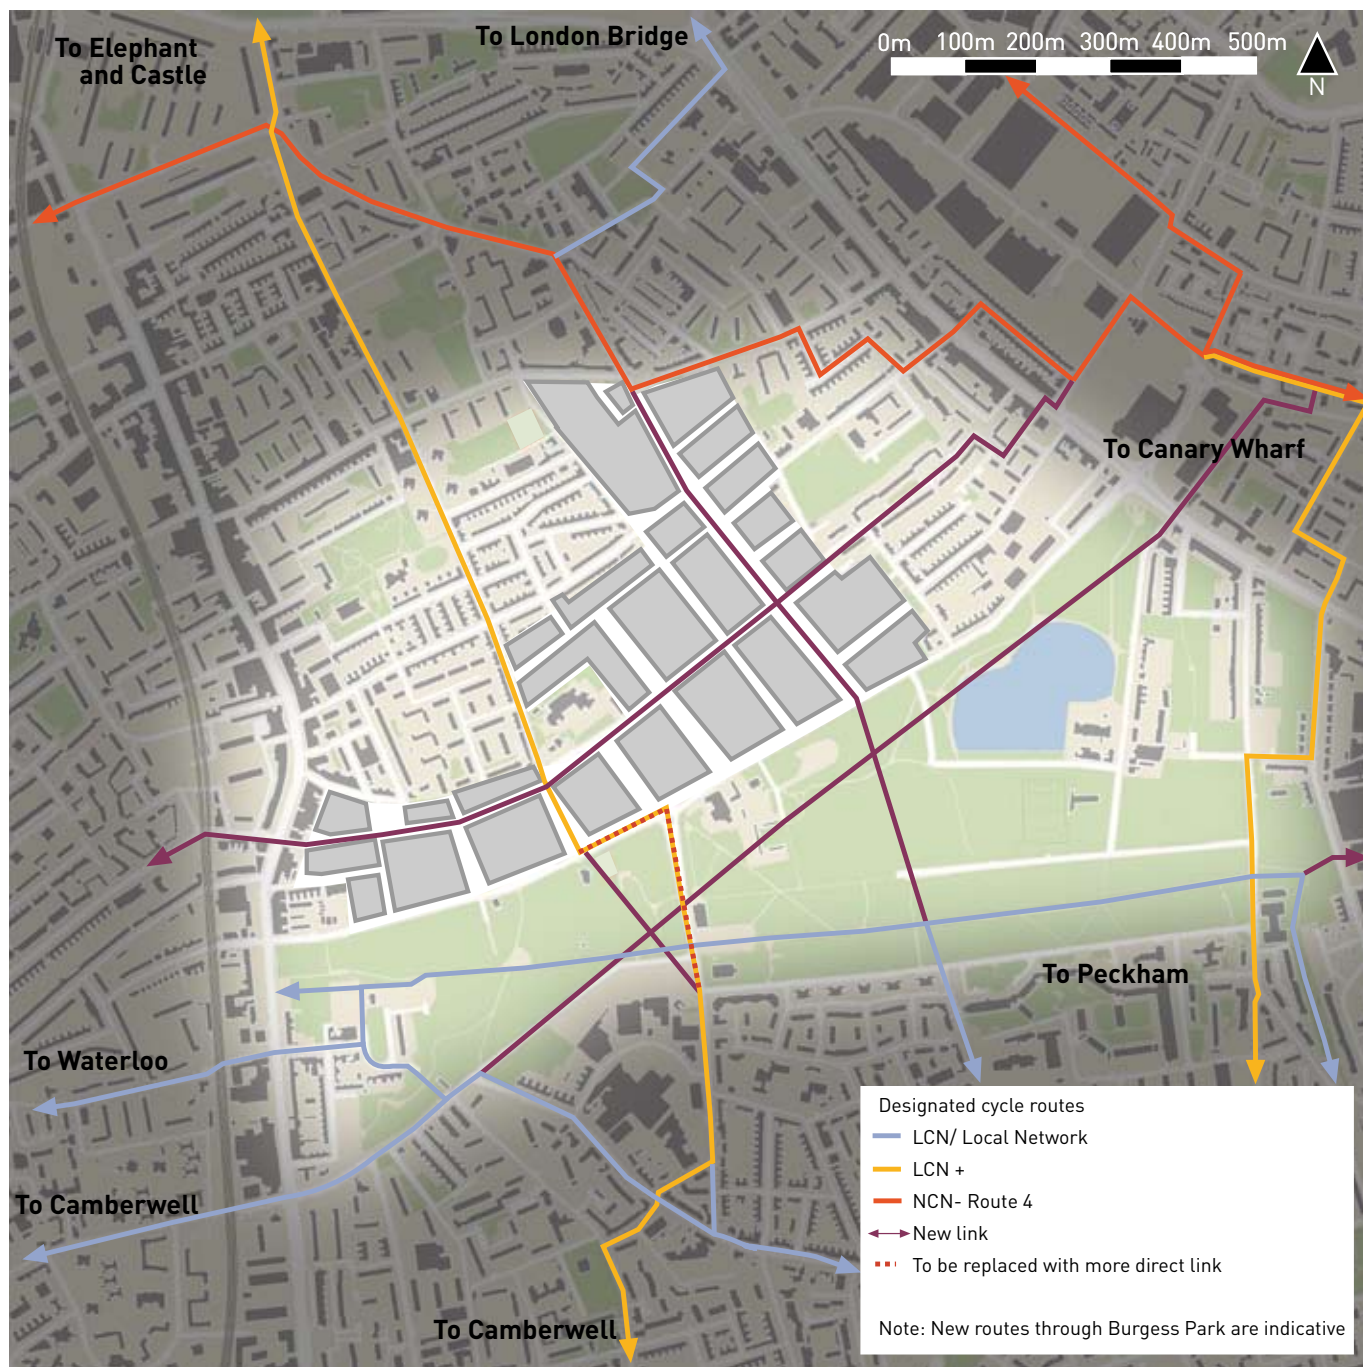 To Elephant
and Castle
To London Bridge
0m 100m 200m 300m 400m 500m
N
To Canary Wharf
To Peckham
To Waterloo
To Camberwell
To Camberwell
Designated cycle routes
LCN/ Local Network
LCN +
NCN- Route 4
New link
To be replaced with more direct link
Note: New routes through Burgess Park are indicative